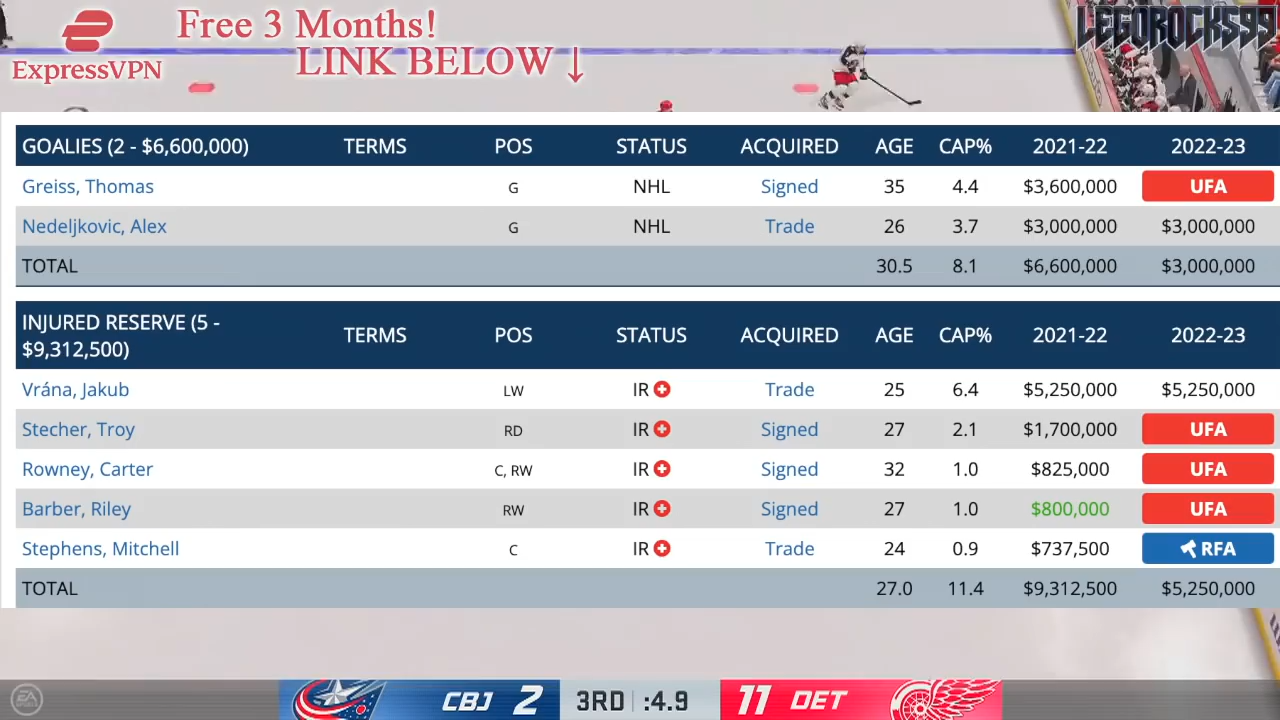 Free 3 Months!
LINK BELOW ↓
ExpressVPN
LEGOROCKS99
GOALIES (2 - $6,600,000) TERMS POS STATUS ACQUIRED AGE CAP% 2021-22 2022-23
Greiss, Thomas G NHL Signed 35 4.4 $3,600,000 UFA
Nedeljkovic, Alex G NHL Trade 26 3.7 $3,000,000 $3,000,000
TOTAL 30.5 8.1 $6,600,000 $3,000,000
INJURED RESERVE (5 -
$9,312,500) TERMS POS STATUS ACQUIRED AGE CAP% 2021-22 2022-23
Vrána, Jakub LW IR Trade 25 6.4 $5,250,000 $5,250,000
Stecher, Troy RD IR Signed 27 2.1 $1,700,000 UFA
Rowney, Carter C, RW IR Signed 32 1.0 $825,000 UFA
Barber, Riley RW IR Signed 27 1.0 $800,000 UFA
Stephens, Mitchell C IR Trade 24 0.9 $737,500 RFA
TOTAL 27.0 11.4 $9,312,500 $5,250,000
EA SPORTS CBJ 2 3RD :4.9 11 DET